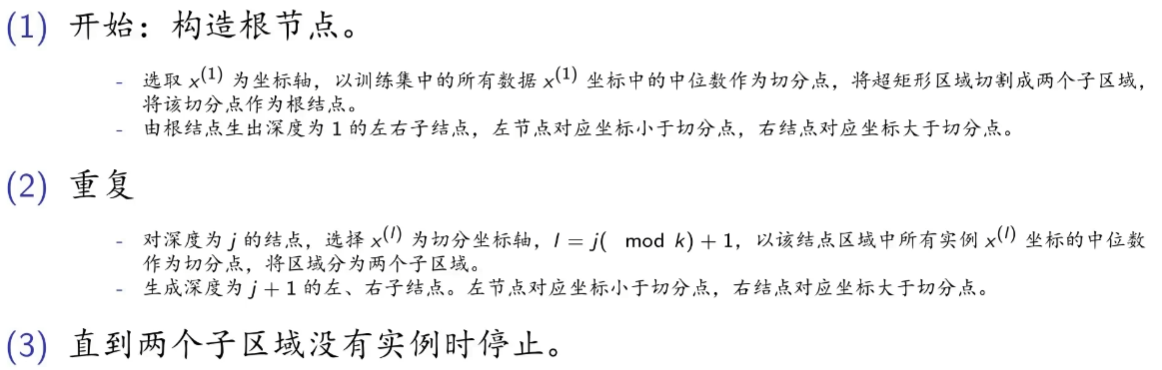 (1) 开始：构造根节点。
- 选取 x^(1) 为坐标轴，以训练集中的所有数据 x^(1) 坐标中的中位数作为切分点，将超矩形区域切割成两个子区域，
将该切分点作为根结点。
- 由根结点生出深度为 1 的左右子结点，左节点对应坐标小于切分点，右结点对应坐标大于切分点。
(2) 重复
- 对深度为 j 的结点，选择 x^(l) 为切分坐标轴，l = j( mod k) + 1，以该结点区域中所有实例 x^(l) 坐标的中位数
作为切分点，将区域分为两个子区域。
- 生成深度为 j + 1 的左、右子结点。左节点对应坐标小于切分点，右结点对应坐标大于切分点。
(3) 直到两个子区域没有实例时停止。